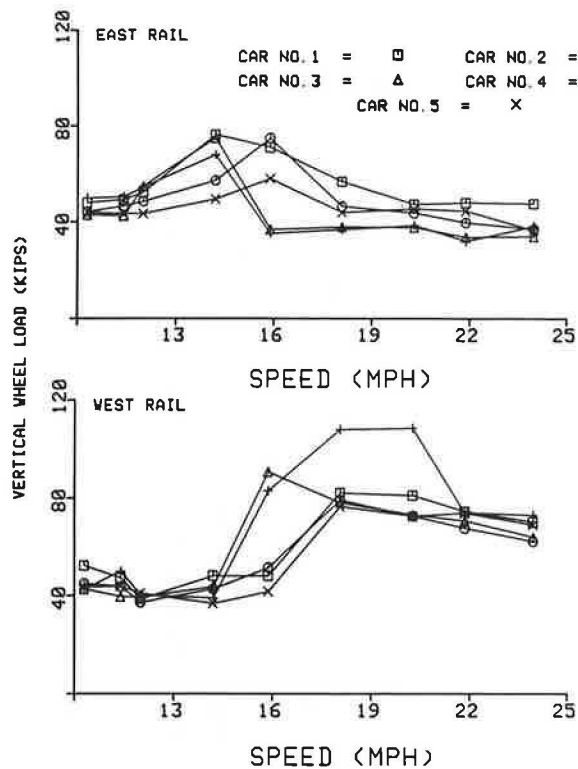 120
EAST RAIL
CAR NO.1 = CAR NO.2 =
CAR NO.3 = CAR NO.4 =
CAR NO.5 =
80
40
13 16 19 22 25
SPEED (MPH)
VERTICAL WHEEL LOAD (KIPS)
120
WEST RAIL
80
40
13 16 19 22 25
SPEED (MPH)